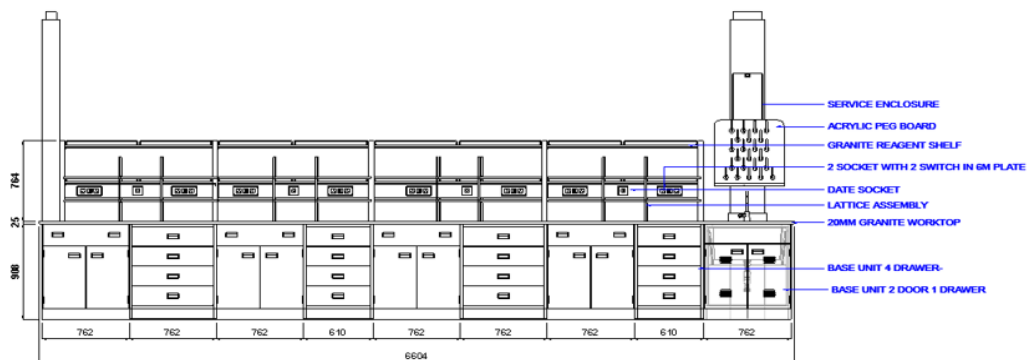 SERVICE ENCLOSURE
ACRYLIC PEG BOARD
GRANITE REAGENT SHELF
2 SOCKET WITH 2 SWITCH IN 6M PLATE
DATE SOCKET
LATTICE ASSEMBLY
20MM GRANITE WORKTOP
BASE UNIT 4 DRAWER-
BASE UNIT 2 DOOR 1 DRAWER
764
25
908
762 762 762 610 762 762 762 610 762
6604